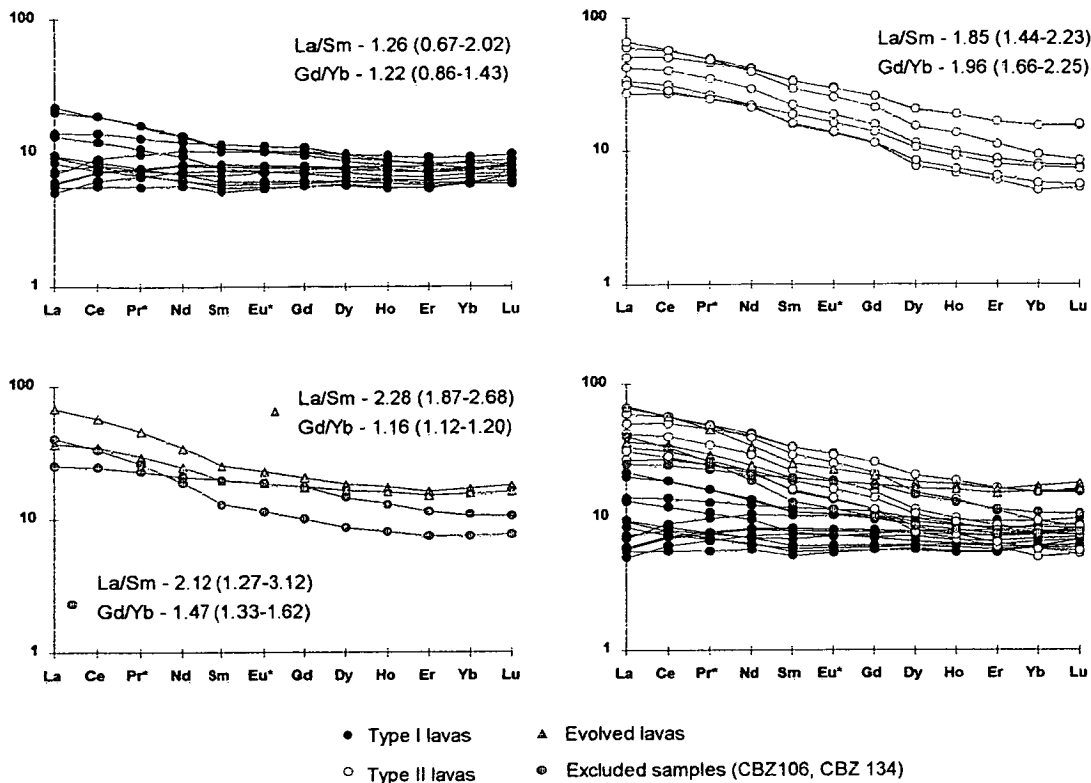 100
La/Sm - 1.26 (0.67-2.02)
Gd/Yb - 1.22 (0.86-1.43)
10
1
La Ce Pr* Nd Sm Eu* Gd Dy Ho Er Yb Lu
100
La/Sm - 1.85 (1.44-2.23)
Gd/Yb - 1.96 (1.66-2.25)
10
1
La Ce Pr* Nd Sm Eu* Gd Dy Ho Er Yb Lu
100
La/Sm - 2.28 (1.87-2.68)
Gd/Yb - 1.16 (1.12-1.20)
10
La/Sm - 2.12 (1.27-3.12)
Gd/Yb - 1.47 (1.33-1.62)
1
La Ce Pr* Nd Sm Eu* Gd Dy Ho Er Yb Lu
100
10
1
La Ce Pr* Nd Sm Eu* Gd Dy Ho Er Yb Lu
Type I lavas
Evolved lavas
Type II lavas
Excluded samples (CBZ106, CBZ 134)